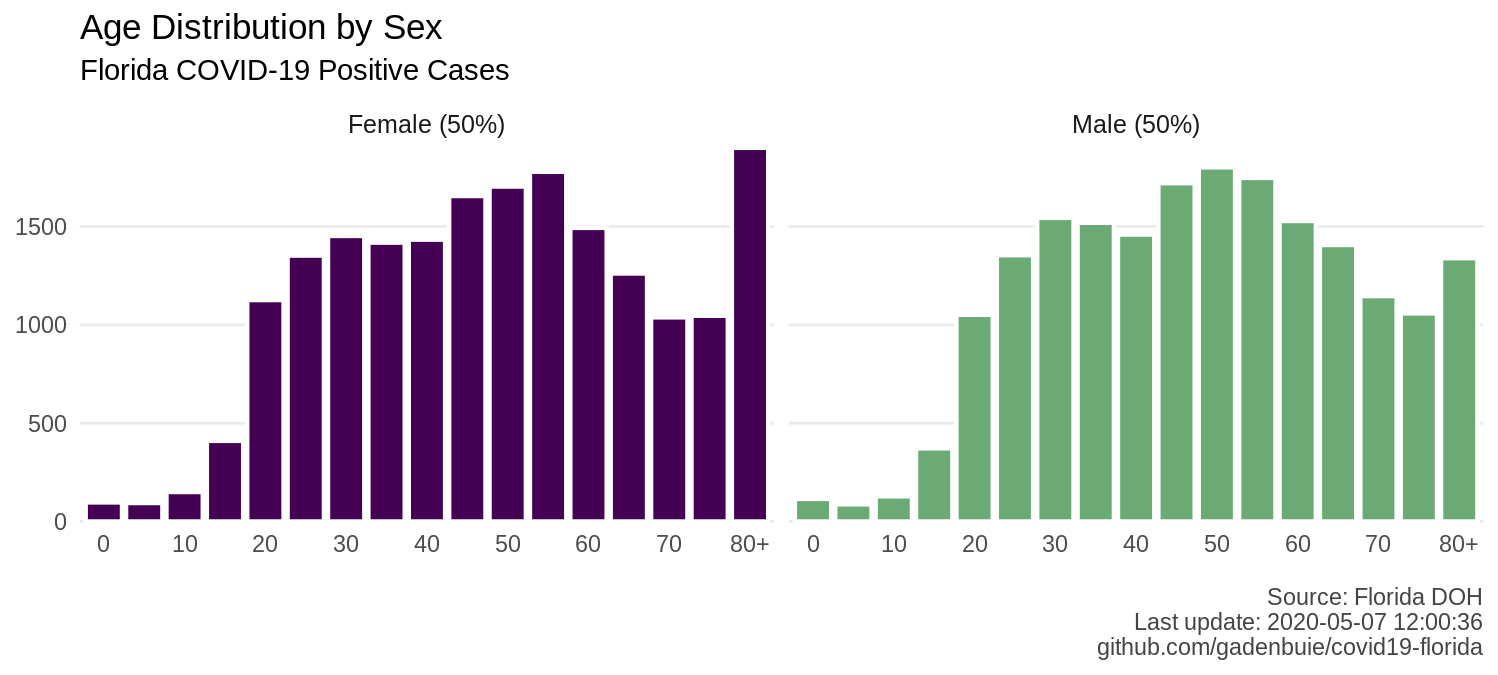 Age Distribution by Sex
Florida COVID-19 Positive Cases
Female (50%)
Male (50%)
1500
1000
500
0
0 10 20 30 40 50 60 70 80+
0 10 20 30 40 50 60 70 80+
Source: Florida DOH
Last update: 2020-05-07 12:00:36
github.com/gadenbuie/covid19-florida